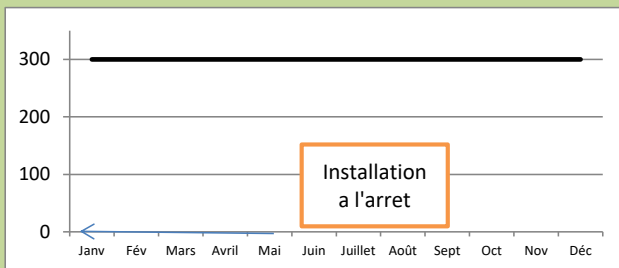 300
200
100
0
Installation
a l'arret
Janv Fév Mars Avril Mai Juin Juillet Août Sept Oct Nov Déc